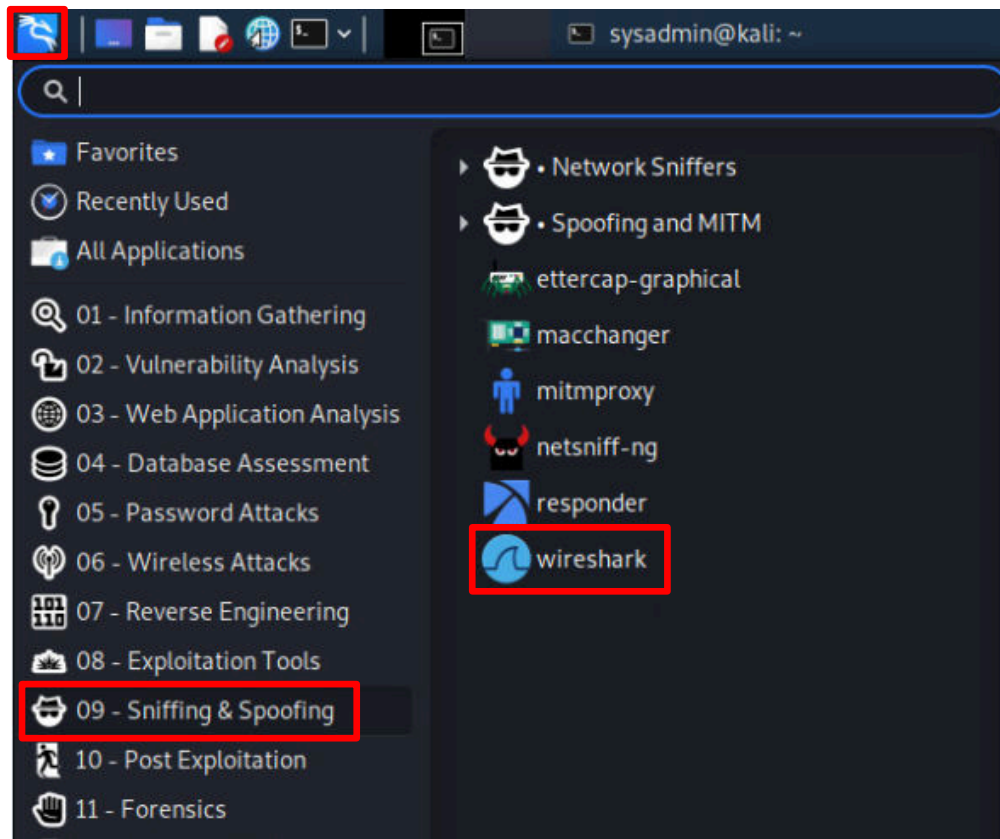 sysadmin@kali: ~
Favorites
Recently Used
All Applications
01 - Information Gathering
02 - Vulnerability Analysis
03 - Web Application Analysis
04 - Database Assessment
05 - Password Attacks
06 - Wireless Attacks
07 - Reverse Engineering
08 - Exploitation Tools
09 - Sniffing & Spoofing
10 - Post Exploitation
11 - Forensics
• Network Sniffers
• Spoofing and MITM
ettercap-graphical
macchanger
mitmproxy
netsniff-ng
responder
wireshark